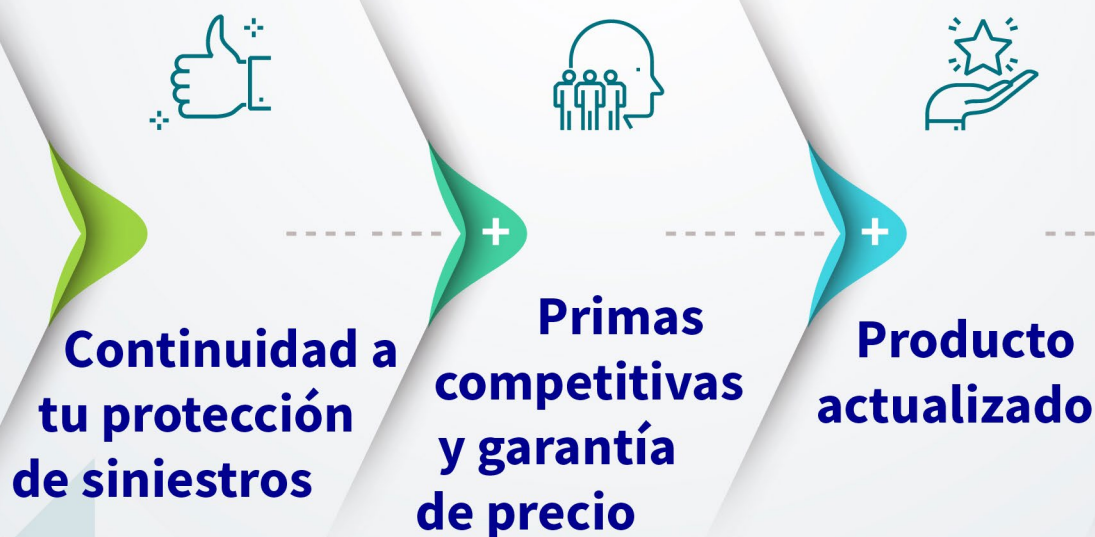 Continuidad a
tu protección
de siniestros
+
Primas
competitivas
y garantía
de precio
+
Producto
actualizado